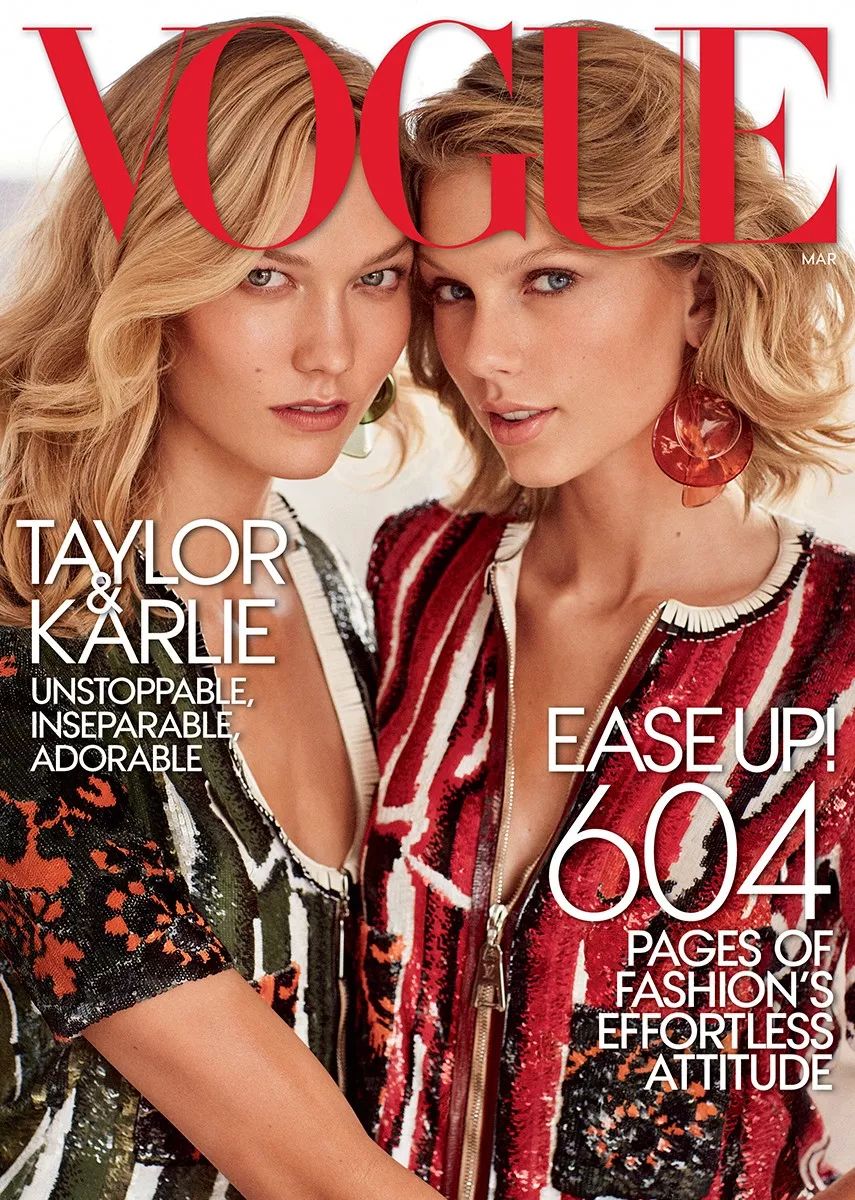 VOGUE
MAR
TAYLOR
&
KARLIE
UNSTOPPABLE,
INSEPARABLE,
ADORABLE
EASE UP!
604
PAGES OF
FASHION'S
EFFORTLESS
ATTITUDE